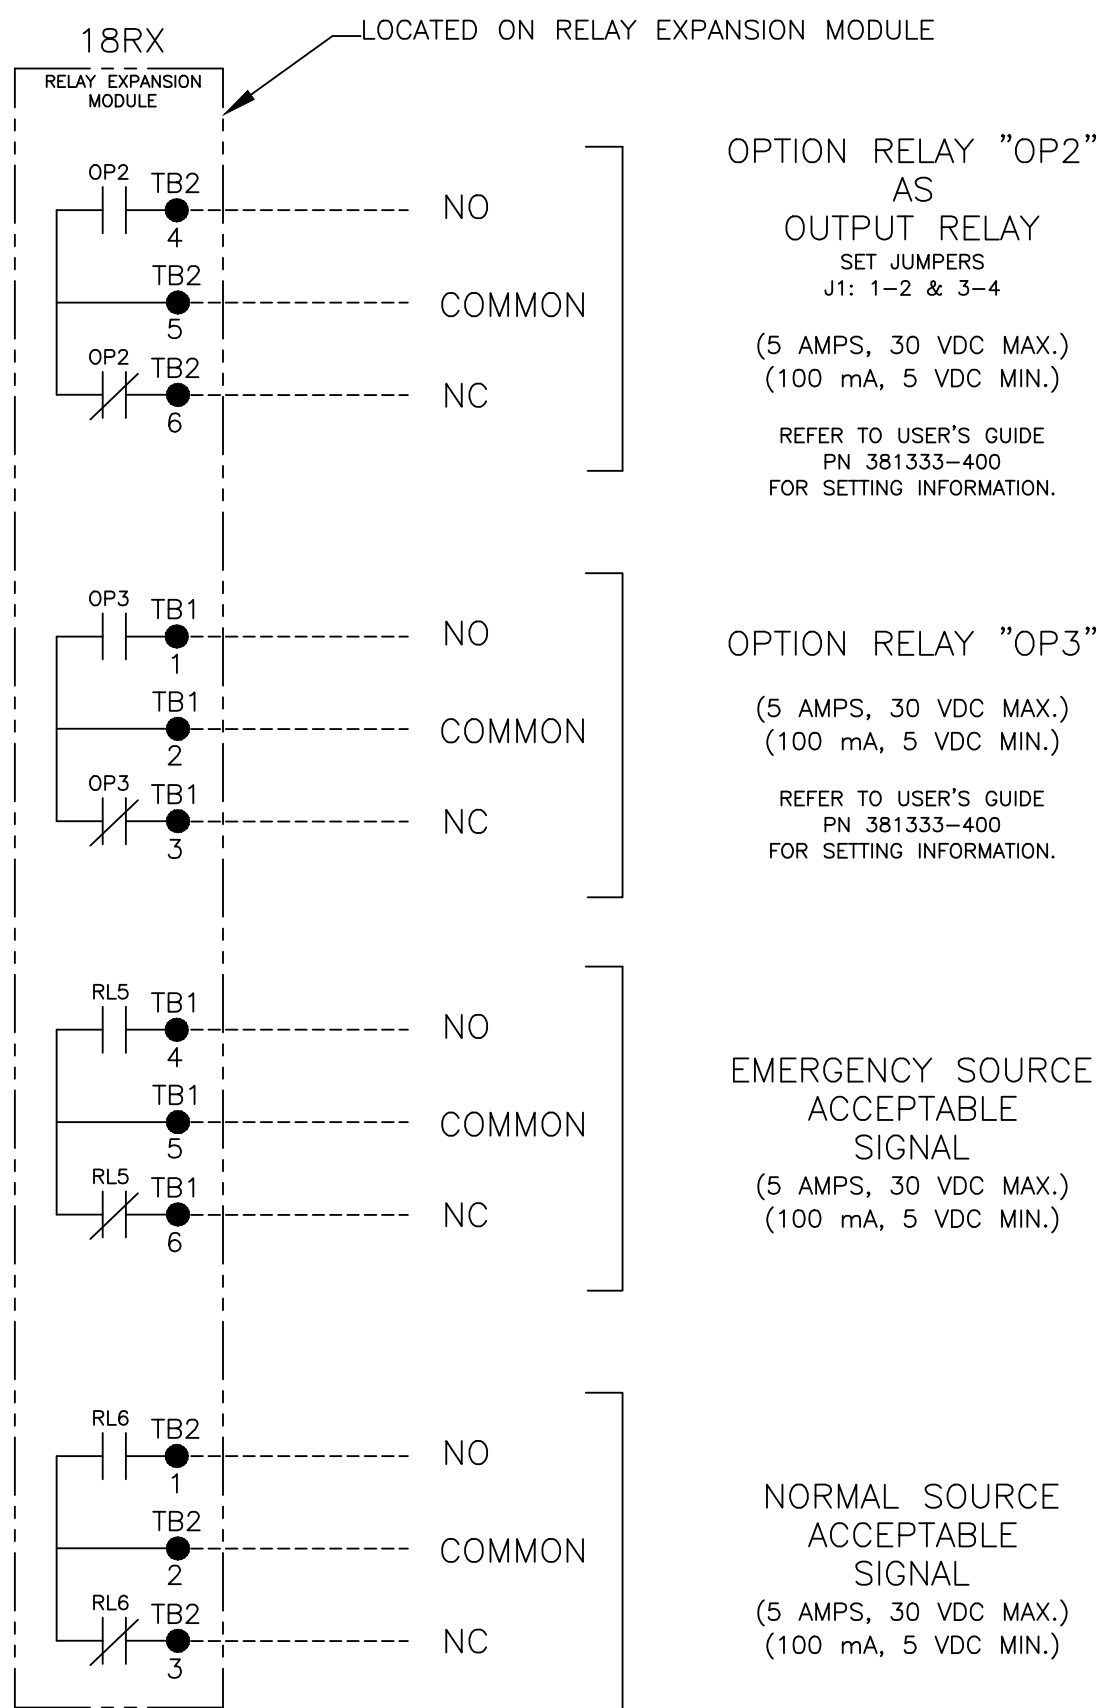 18RX
LOCATED ON RELAY EXPANSION MODULE
RELAY EXPANSION
MODULE
OP2 TB2
4
NO
TB2
5
COMMON
OP2 TB2
6
NC
OPTION RELAY "OP2"
AS
OUTPUT RELAY
SET JUMPERS
J1: 1-2 & 3-4
(5 AMPS, 30 VDC MAX.)
(100 mA, 5 VDC MIN.)
REFER TO USER'S GUIDE
PN 381333-400
FOR SETTING INFORMATION.
OP3 TB1
1
NO
TB1
2
COMMON
OP3 TB1
3
NC
OPTION RELAY "OP3"
(5 AMPS, 30 VDC MAX.)
(100 mA, 5 VDC MIN.)
REFER TO USER'S GUIDE
PN 381333-400
FOR SETTING INFORMATION.
RL5 TB1
4
NO
TB1
5
COMMON
RL5 TB1
6
NC
EMERGENCY SOURCE
ACCEPTABLE
SIGNAL
(5 AMPS, 30 VDC MAX.)
(100 mA, 5 VDC MIN.)
RL6 TB2
1
NO
TB2
2
COMMON
RL6 TB2
3
NC
NORMAL SOURCE
ACCEPTABLE
SIGNAL
(5 AMPS, 30 VDC MAX.)
(100 mA, 5 VDC MIN.)